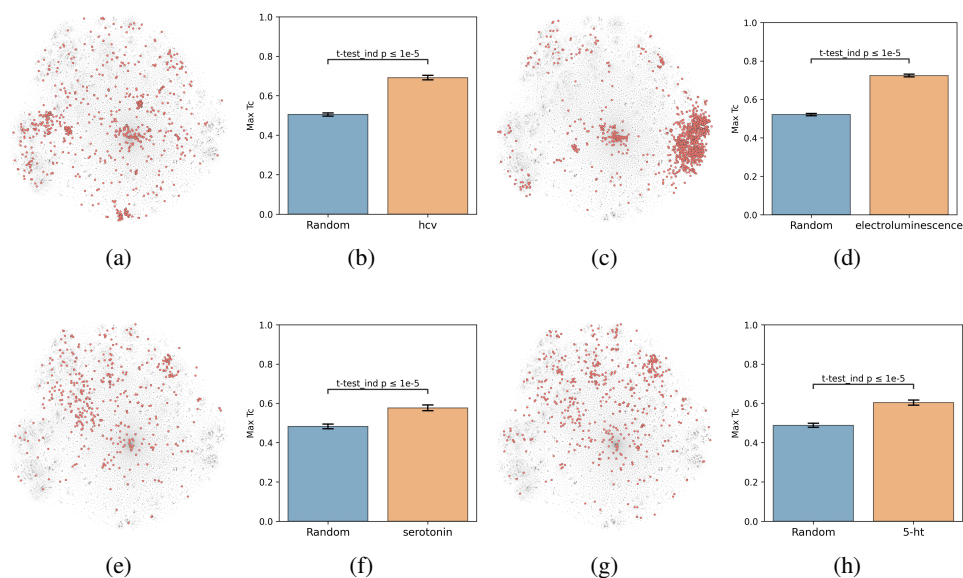 1.0
0.8
0.6
0.4
0.2
0.0
Max Tc
t-test_ind p ≤ 1e-5
Random hcv
1.0
0.8
0.6
0.4
0.2
0.0
Max Tc
t-test_ind p ≤ 1e-5
Random electroluminescence
(a) (b) (c) (d)
1.0
0.8
0.6
0.4
0.2
0.0
Max Tc
t-test_ind p ≤ 1e-5
Random serotonin
1.0
0.8
0.6
0.4
0.2
0.0
Max Tc
t-test_ind p ≤ 1e-5
Random 5-ht
(e) (f) (g) (h)